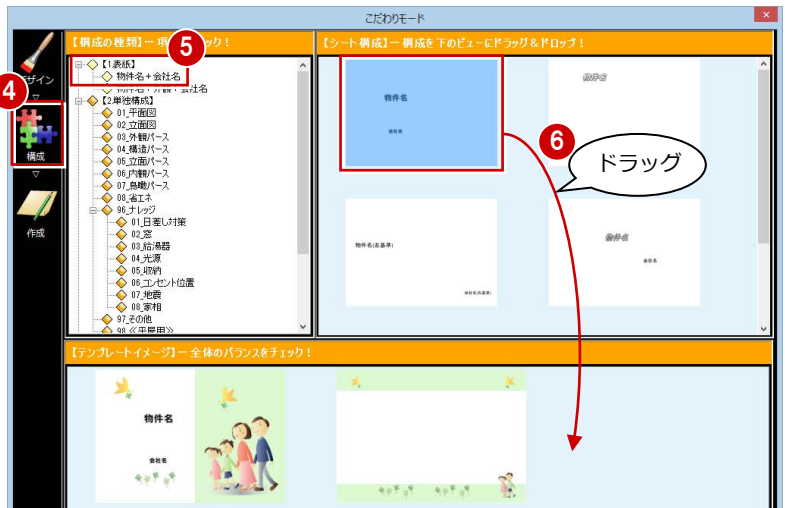 こだわりモード
×
【構成の種類】… 項
ック！
【シート構成】… 構成を下のビューにドラッグ＆ドロップ！
デザイン
4
構成
作成
5
【1.表紙】
物件名＋会社名
物件名＋外観＋会社名
【2.単独構成】
01_平面図
02_立面図
03_外観パース
04_構造パース
05_立面パース
06_内観パース
07_鳥瞰パース
08_省エネ
96_ナレッジ
01_日差し対策
02_窓
03_給湯器
04_光源
05_収納
06_コンセント位置
07_地震
08_家相
97_その他
98_≪平屋用≫
物件名
会社名
物件名
6
ドラッグ
物件名(左基準)
会社名(右基準)
物件名
会社名
【テンプレートイメージ】… 全体のバランスをチェック！
物件名
会社名